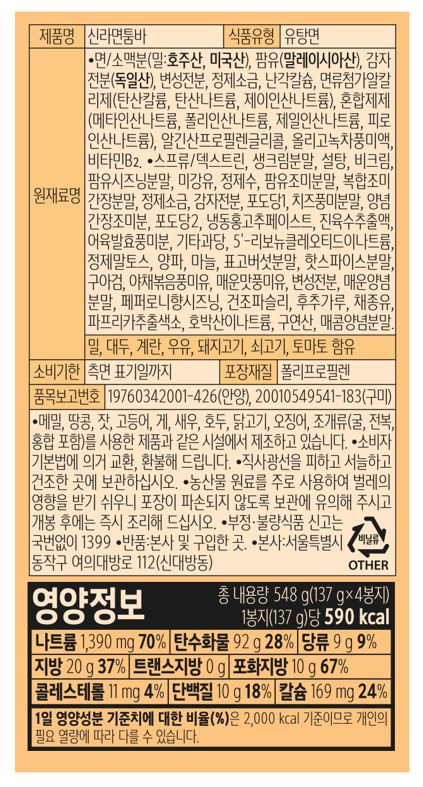 제품명 신라면툼바 식품유형 유탕면
원재료명
•면/소맥분(밀:호주산, 미국산), 팜유(말레이시아산), 감자
전분(독일산), 변성전분, 정제소금, 난각칼슘, 면류첨가알칼
리제(탄산칼륨, 탄산나트륨, 제이인산나트륨), 혼합제제
(메타인산나트륨, 폴리인산나트륨, 제일인산나트륨, 피로
인산나트륨), 알긴산프로필렌글리콜, 올리고녹차풍미액,
비타민B2. •스프류/덱스트린, 생크림분말, 설탕, 비크림,
팜유시즈닝분말, 미강유, 정제수, 팜유조미분말, 복합조미
간장분말, 정제소금, 감자전분, 포도당1, 치즈풍미분말, 양념
간장조미분, 포도당2, 냉동홍고추페이스트, 진육수추출액,
어육발효풍미분, 기타과당, 5'-리보뉴클레오티드이나트륨,
정제말토스, 양파, 마늘, 표고버섯분말, 핫스파이스분말,
구아검, 야채볶음풍미유, 매운맛풍미유, 변성전분, 매운양념
분말, 페퍼로니향시즈닝, 건조파슬리, 후추가루, 채종유,
파프리카추출색소, 호박산이나트륨, 구연산, 매콤양념분말.
밀, 대두, 계란, 우유, 돼지고기, 쇠고기, 토마토 함유
소비기한 측면 표기일까지 포장재질 폴리프로필렌
품목보고번호 19760342001-426(안양), 20010549541-183(구미)
•메밀, 땅콩, 잣, 고등어, 게, 새우, 호두, 닭고기, 오징어, 조개류(굴, 전복,
홍합 포함)를 사용한 제품과 같은 시설에서 제조하고 있습니다. •소비자
기본법에 의거 교환, 환불해 드립니다. •직사광선을 피하고 서늘하고
건조한 곳에 보관하십시오. •농산물 원료를 주로 사용하여 벌레의
영향을 받기 쉬우니 포장이 파손되지 않도록 보관에 유의해 주시고
개봉 후에는 즉시 조리해 드십시오. •부정·불량식품 신고는
국번없이 1399 •반품:본사 및 구입한 곳. •본사:서울특별시
동작구 여의대방로 112(신대방동)
비닐류
OTHER
영양정보
총 내용량 548 g(137 g×4봉지)
1봉지(137 g)당 590 kcal
나트륨 1,390 mg 70% 탄수화물 92 g 28% 당류 9 g 9%
지방 20 g 37% 트랜스지방 0 g 포화지방 10 g 67%
콜레스테롤 11 mg 4% 단백질 10 g 18% 칼슘 169 mg 24%
1일 영양성분 기준치에 대한 비율(%)은 2,000 kcal 기준이므로 개인의
필요 열량에 따라 다를 수 있습니다.